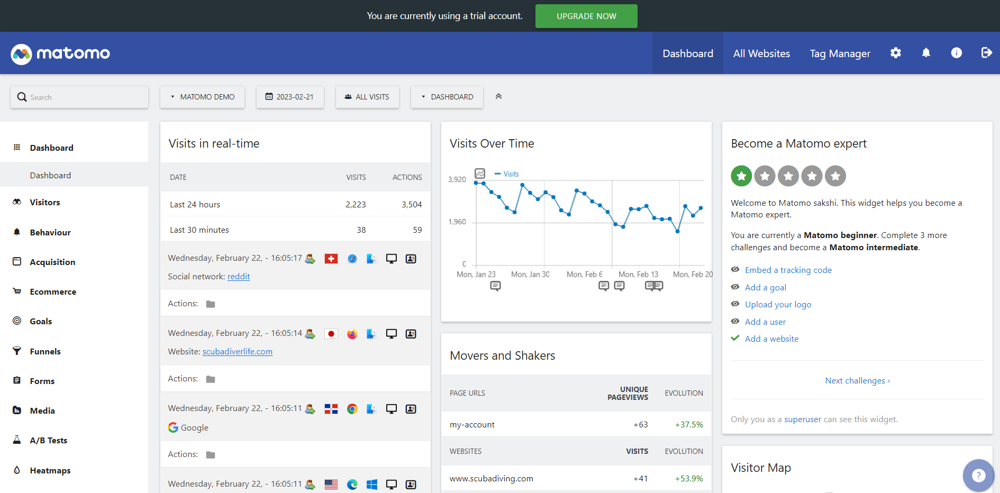 You are currently using a trial account.
UPGRADE NOW
matomo
Dashboard
All Websites
Tag Manager
Search
MATOMO DEMO
2023-02-21
ALL VISITS
DASHBOARD
Dashboard
Dashboard
Visitors
Behaviour
Acquisition
Ecommerce
Goals
Funnels
Forms
Media
A/B Tests
Heatmaps
Visits in real-time
DATE VISITS ACTIONS
Last 24 hours 2,223 3,504
Last 30 minutes 38 59
Wednesday, February 22, - 16:05:17
Social network: reddit
Actions:
Wednesday, February 22, - 16:05:14
Website: scubadiverlife.com
Actions:
Wednesday, February 22, - 16:05:11
Google
Actions:
Wednesday, February 22, - 16:05:11
Visits Over Time
Visits
3,920
1,960
0
Mon, Jan 23 Mon, Jan 30 Mon, Feb 6 Mon, Feb 13 Mon, Feb 20
Movers and Shakers
PAGE URLS UNIQUE PAGEVIEWS EVOLUTION
my-account +63 +37.5%
WEBSITES VISITS EVOLUTION
www.scubadiving.com +41 +53.9%
Become a Matomo expert
Welcome to Matomo sakshi. This widget helps you become a
Matomo expert.
You are currently a Matomo beginner. Complete 3 more
challenges and become a Matomo intermediate.
Embed a tracking code
Add a goal
Upload your logo
Add a user
Add a website
Next challenges ›
Only you as a superuser can see this widget.
Visitor Map
?